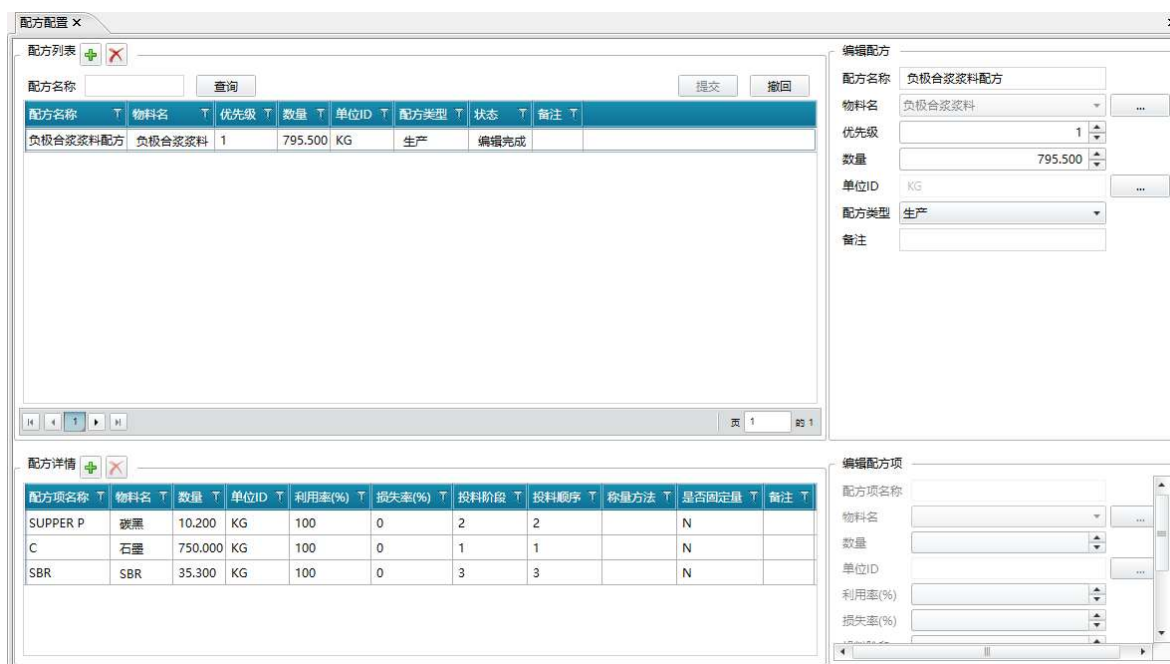 配方配置 ×
配方列表
配方名称 查询 提交 撤回
配方名称 物料名 优先级 数量 单位ID 配方类型 状态 备注
负极合浆浆料配方 负极合浆浆料 1 795.500 KG 生产 编辑完成
1 页 1 的 1
编辑配方
配方名称 负极合浆浆料配方
物料名 负极合浆浆料 ...
优先级 1
数量 795.500
单位ID KG ...
配方类型 生产
备注
配方详情
配方项名称 物料名 数量 单位ID 利用率(%) 损失率(%) 投料阶段 投料顺序 称量方法 是否固定量 备注
SUPPER P 碳黑 10.200 KG 100 0 2 2 N
C 石墨 750.000 KG 100 0 1 1 N
SBR SBR 35.300 KG 100 0 3 3 N
编辑配方项
配方项名称
物料名 ...
数量
单位ID ...
利用率(%)
损失率(%)